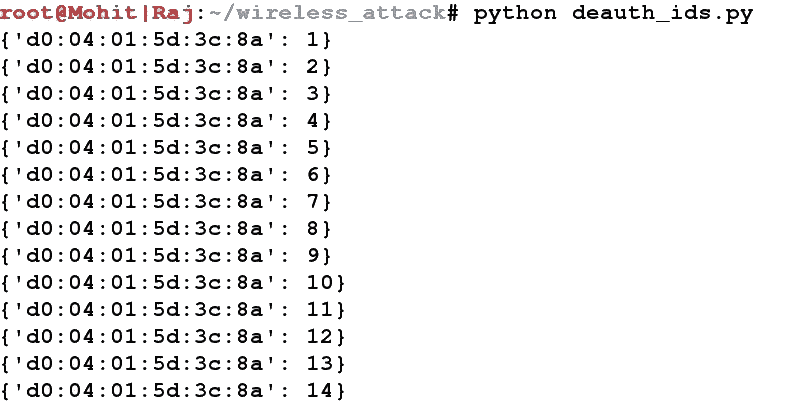 root@Mohit|Raj:~/wireless_attack# python deauth_ids.py
{'d0:04:01:5d:3c:8a': 1}
{'d0:04:01:5d:3c:8a': 2}
{'d0:04:01:5d:3c:8a': 3}
{'d0:04:01:5d:3c:8a': 4}
{'d0:04:01:5d:3c:8a': 5}
{'d0:04:01:5d:3c:8a': 6}
{'d0:04:01:5d:3c:8a': 7}
{'d0:04:01:5d:3c:8a': 8}
{'d0:04:01:5d:3c:8a': 9}
{'d0:04:01:5d:3c:8a': 10}
{'d0:04:01:5d:3c:8a': 11}
{'d0:04:01:5d:3c:8a': 12}
{'d0:04:01:5d:3c:8a': 13}
{'d0:04:01:5d:3c:8a': 14}